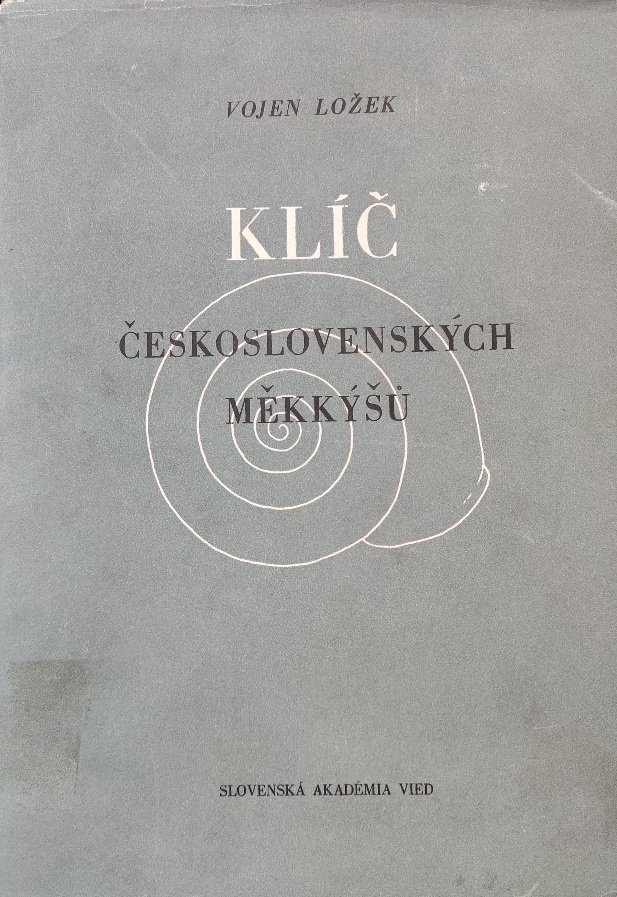 VOJEN LOŽEK
KLÍČ
ČESKOSLOVENSKÝCH
MĚKKÝŠŮ
SLOVENSKÁ AKADÉMIA VIED